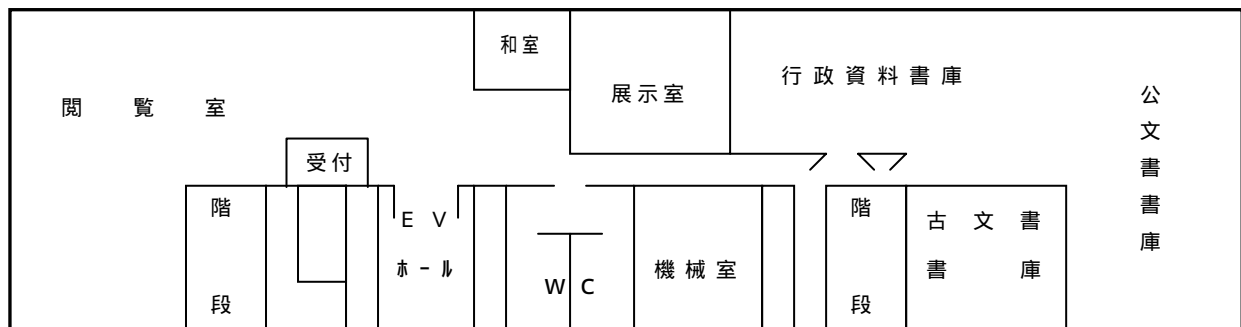 和室
展示室
行政資料書庫
公文書書庫
閲覧室
受付
階段
EV
ホール
WC
機械室
階段
古文書
書庫